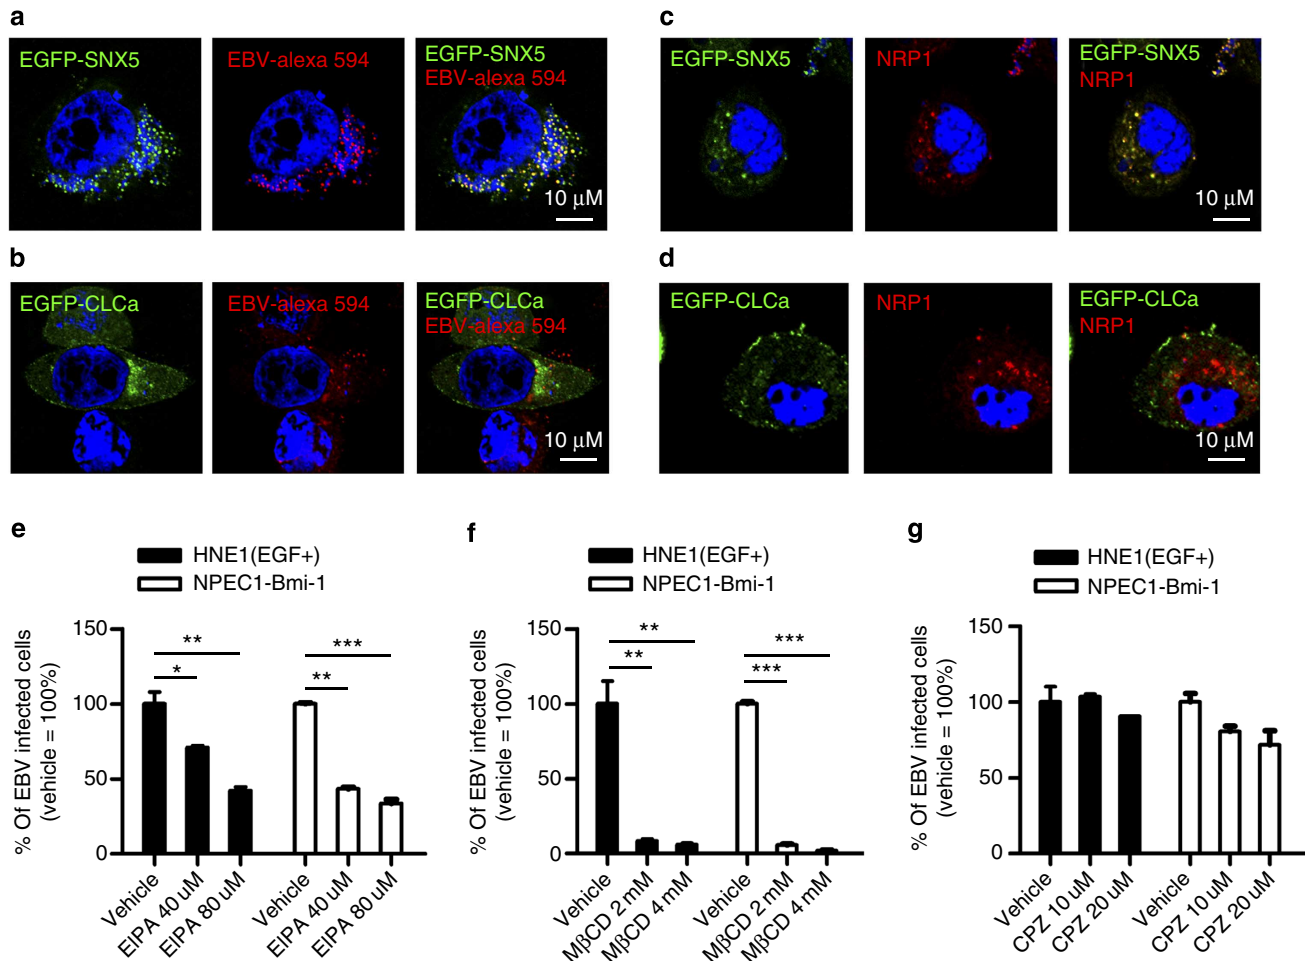 a
EGFP-SNX5
EBV-alexa 594
EGFP-SNX5
EBV-alexa 594
10 μM
c
EGFP-SNX5
NRP1
EGFP-SNX5
NRP1
10 μM
b
EGFP-CLCa
EBV-alexa 594
EGFP-CLCa
EBV-alexa 594
10 μM
d
EGFP-CLCa
NRP1
EGFP-CLCa
NRP1
10 μM
e
HNE1(EGF+)
NPEC1-Bmi-1
% Of EBV infected cells
(vehicle = 100%)
150
100
50
0
**
*
***
**
Vehicle
EIPA 40 uM
EIPA 80 uM
Vehicle
EIPA 40 uM
EIPA 80 uM
f
HNE1(EGF+)
NPEC1-Bmi-1
% Of EBV infected cells
(vehicle = 100%)
150
100
50
0
**
**
***
***
Vehicle
MβCD 2 mM
MβCD 4 mM
Vehicle
MβCD 2 mM
MβCD 4 mM
g
HNE1(EGF+)
NPEC1-Bmi-1
% Of EBV infected cells
(vehicle = 100%)
150
100
50
0
Vehicle
CPZ 10 uM
CPZ 20 uM
Vehicle
CPZ 10 uM
CPZ 20 uM